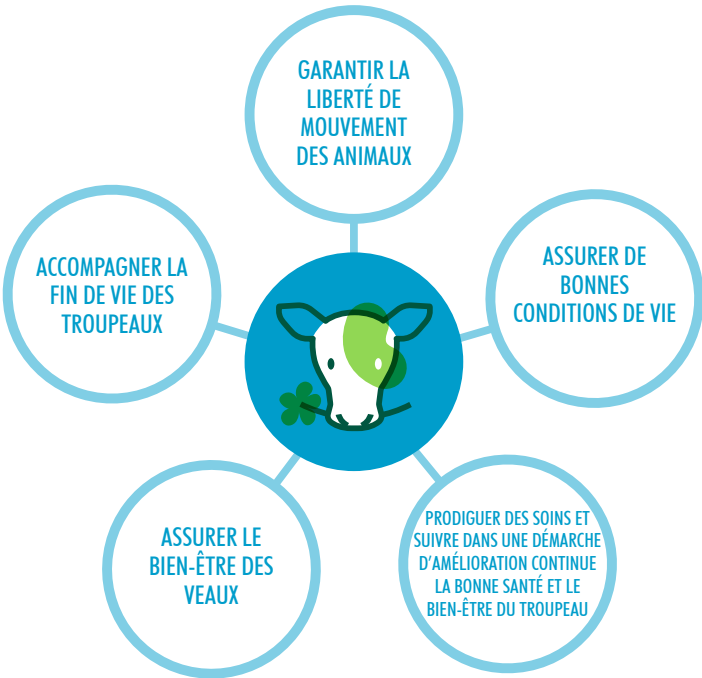 GARANTIR LA
LIBERTÉ DE
MOUVEMENT
DES ANIMAUX
ASSURER DE
BONNES
CONDITIONS DE VIE
PRODIGUER DES SOINS ET
SUIVRE DANS UNE DÉMARCHE
D'AMÉLIORATION CONTINUE
LA BONNE SANTÉ ET LE
BIEN-ÊTRE DU TROUPEAU
ASSURER LE
BIEN-ÊTRE DES
VEAUX
ACCOMPAGNER LA
FIN DE VIE DES
TROUPEAUX